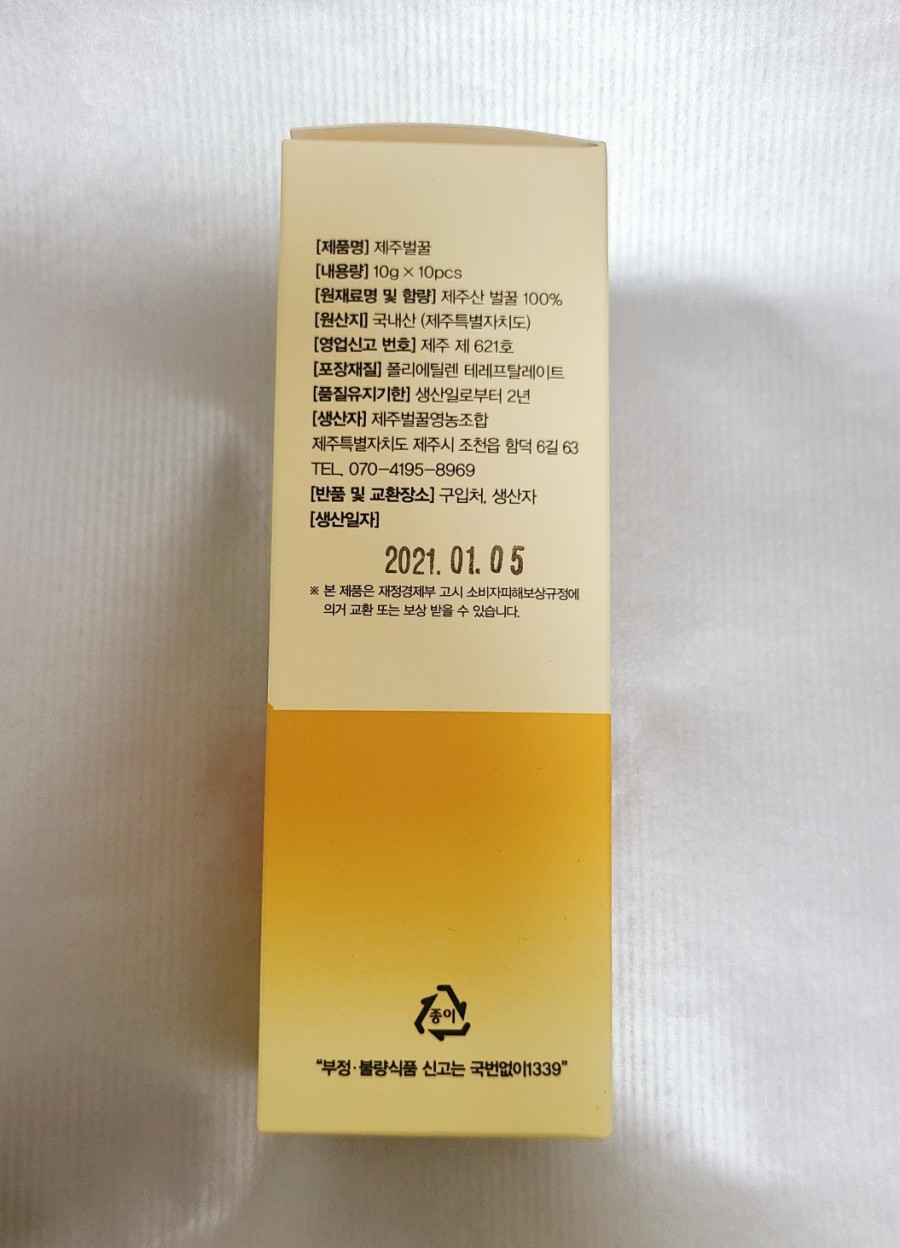 [제품명] 제주벌꿀
[내용량] 10g × 10pcs
[원재료명 및 함량] 제주산 벌꿀 100%
[원산지] 국내산 (제주특별자치도)
[영업신고 번호] 제주 제 621호
[포장재질] 폴리에틸렌 테레프탈레이트
[품질유지기한] 생산일로부터 2년
[생산자] 제주벌꿀영농조합
제주특별자치도 제주시 조천읍 함덕 6길 63
TEL. 070-4195-8969
[반품 및 교환장소] 구입처, 생산자
[생산일자]
2021. 01. 05
※ 본 제품은 재정경제부 고시 소비자피해보상규정에
의거 교환 또는 보상 받을 수 있습니다.
종이
“부정·불량식품 신고는 국번없이1339”